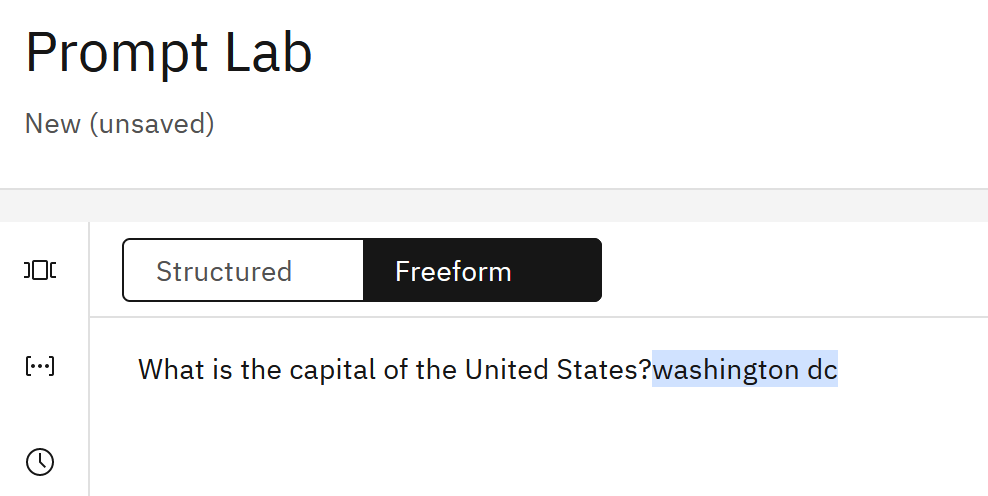 Prompt Lab
New (unsaved)
Structured
Freeform
What is the capital of the United States?washington dc